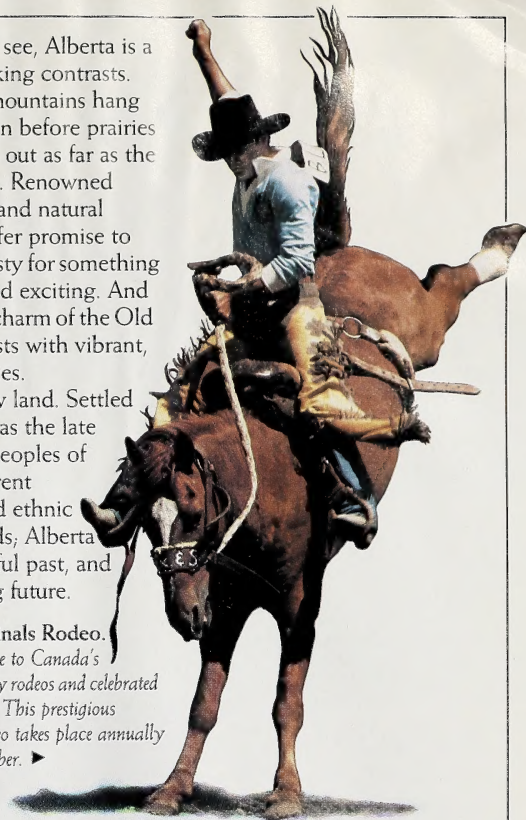 see, Alberta is a
king contrasts.
mountains hang
n before prairies
out as far as the
. Renowned
and natural
fer promise to
sty for something
d exciting. And
charm of the Old
sts with vibrant,
es.
y land. Settled
as the late
eoples of
rent
d ethnic
ds; Alberta
ful past, and
g future.
nals Rodeo.
e to Canada's
y rodeos and celebrated
This prestigious
o takes place annually
ber. ►
& S